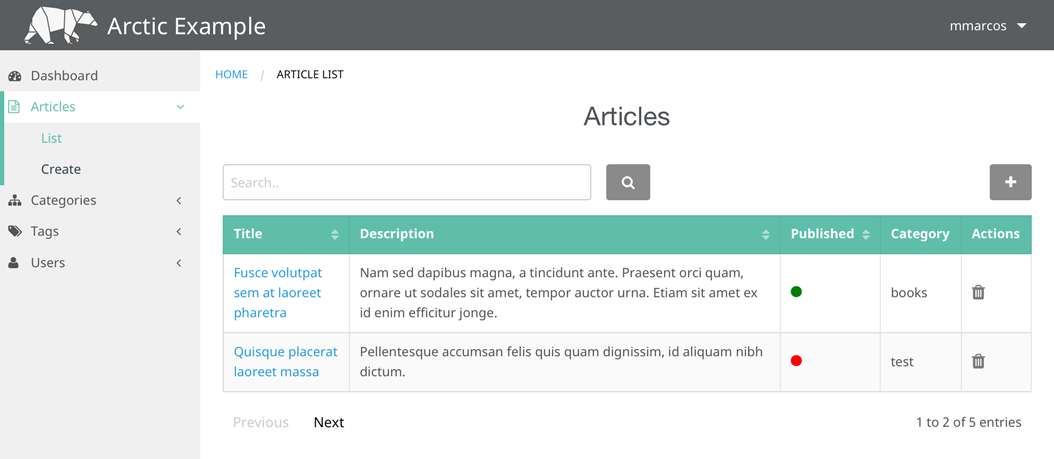 Arctic Example
mmarcos
Dashboard
Articles
List
Create
Categories
Tags
Users
HOME / ARTICLE LIST
Articles
Search..
Title Description Published Category Actions
Fusce volutpat
sem at laoreet
pharetra
Nam sed dapibus magna, a tincidunt ante. Praesent orci quam,
ornare ut sodales sit amet, tempor auctor urna. Etiam sit amet ex
id enim efficitur jonge.
books
Quisque placerat
laoreet massa
Pellentesque accumsan felis quis quam dignissim, id aliquam nibh
dictum.
test
Previous Next
1 to 2 of 5 entries